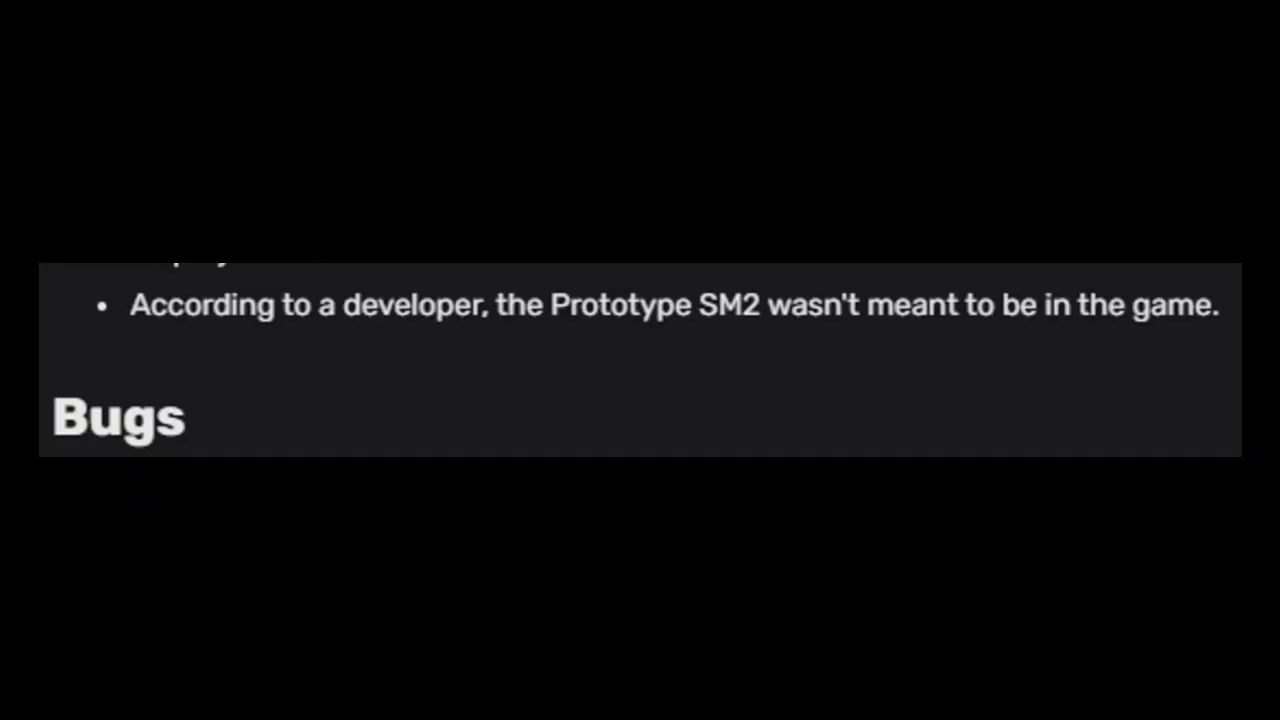 • According to a developer, the Prototype SM2 wasn't meant to be in the game.
Bugs